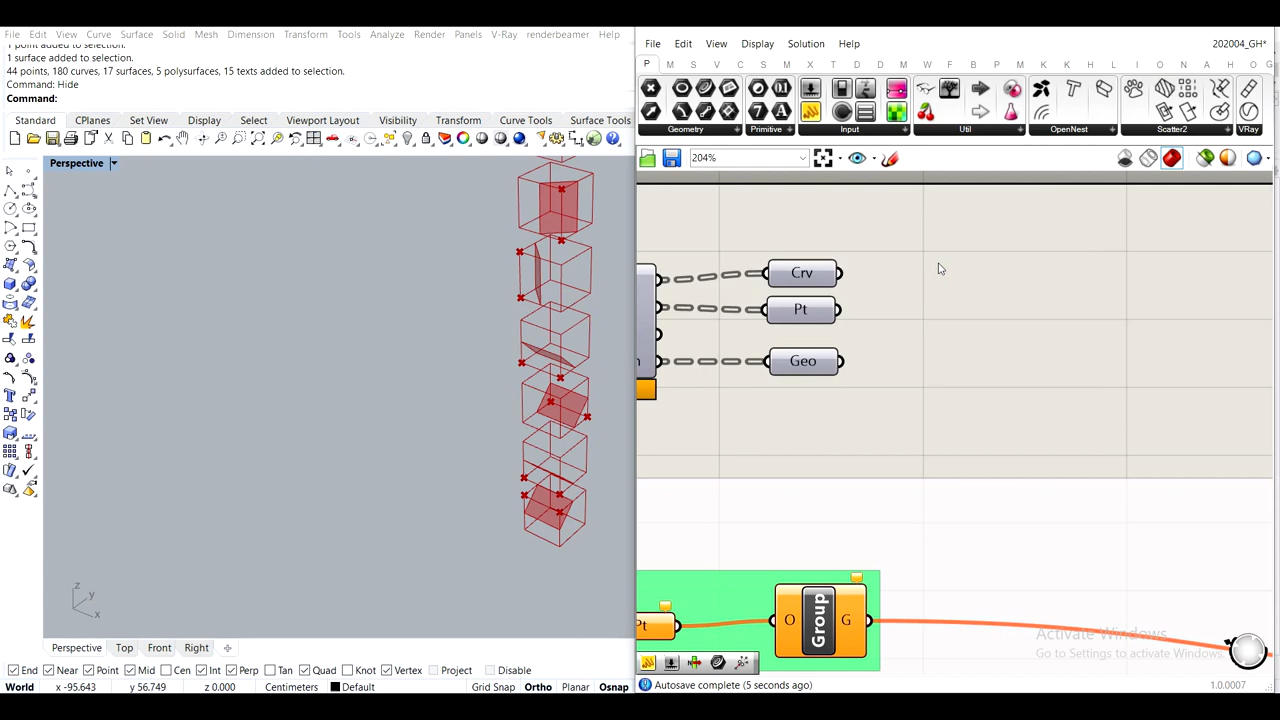 File Edit View Curve Surface Solid Mesh Dimension Transform Tools Analyze Render Panels V-Ray renderbeamer Help
1 point added to selection.
1 surface added to selection.
44 points, 180 curves, 17 surfaces, 5 polysurfaces, 15 texts added to selection.
Command: Hide
Command:
Standard CPlanes Set View Display Select Viewport Layout Visibility Transform Curve Tools Surface Tools
Perspective
z
y
x
Perspective Top Front Right
End Near Point Mid Cen Int Perp Tan Quad Knot Vertex Project Disable
World x -95.643 y 56.749 z 0.000 Centimeters Default Grid Snap Ortho Planar Osnap
File Edit View Display Solution Help 202004_GH*
P M S V C S M X T D D A M W F B P M K K A E L O G
Geometry Primitive Input Util OpenNest Scatter2 VRay
204%
Crv
Pt
Geo
Pt O Group G
Activate Windows
Go to Settings to activate Windows.
Autosave complete (5 seconds ago) 1.0.0007